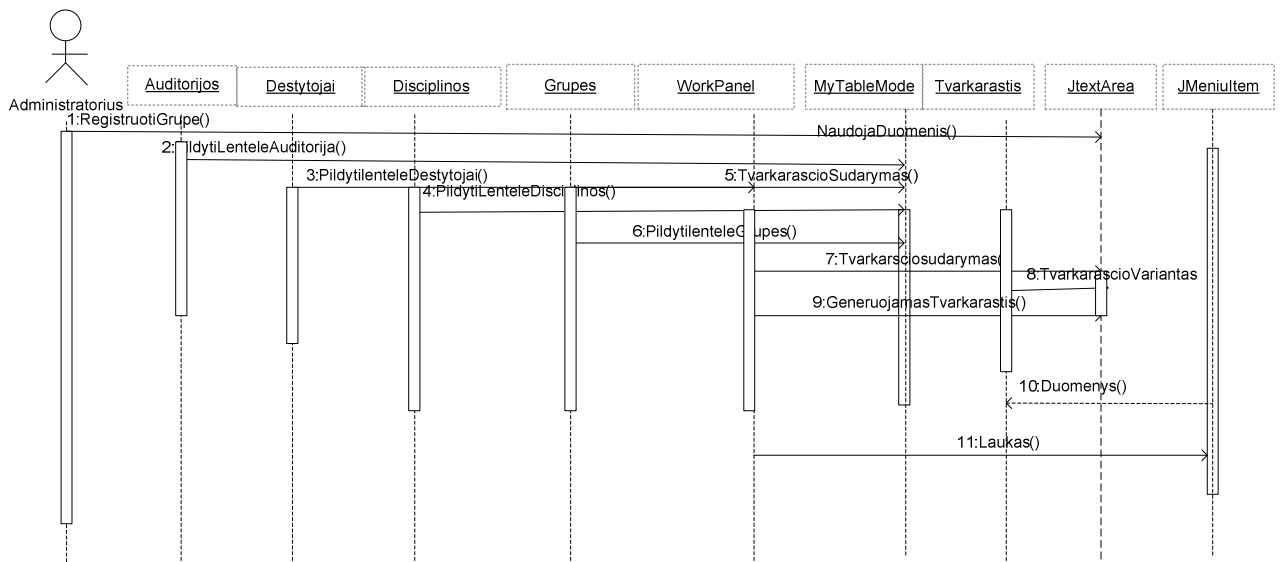 Administratorius
Auditorijos
Destytojai
Disciplinos
Grupes
WorkPanel
MyTableMode
Tvarkarastis
JtextArea
JMeniuItem
1:RegistruotiGrupe()
NaudojaDuomenis()
2:PildytiLenteleAuditorija()
3:PildytilenteleDestytojai()
5:TvarkarascioSudarymas()
4:PildytiLenteleDisciplinos()
6:PildytilenteleGrupes()
7:Tvarkarsciosudarymas(
8:TvarkarascioVariantas
9:GeneruojamasTvarkarastis()
10:Duomenys()
11:Laukas()